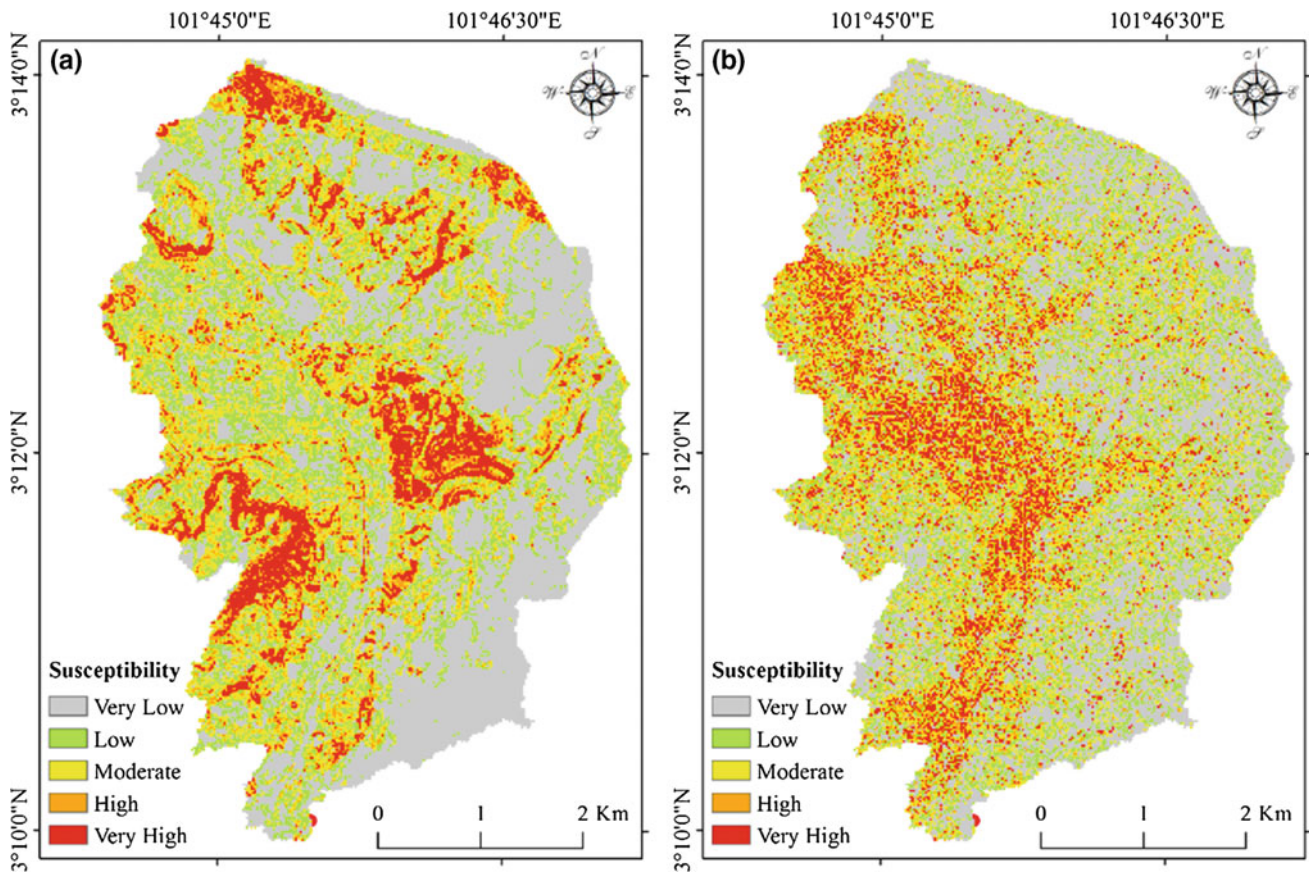 101°45'0"E 101°46'30"E
(a)
N
W E
S
3°14'0"N
3°12'0"N
3°10'0"N
Susceptibility
Very Low
Low
Moderate
High
Very High
0 1 2 Km
101°45'0"E 101°46'30"E
(b)
N
W E
S
3°14'0"N
3°12'0"N
3°10'0"N
Susceptibility
Very Low
Low
Moderate
High
Very High
0 1 2 Km